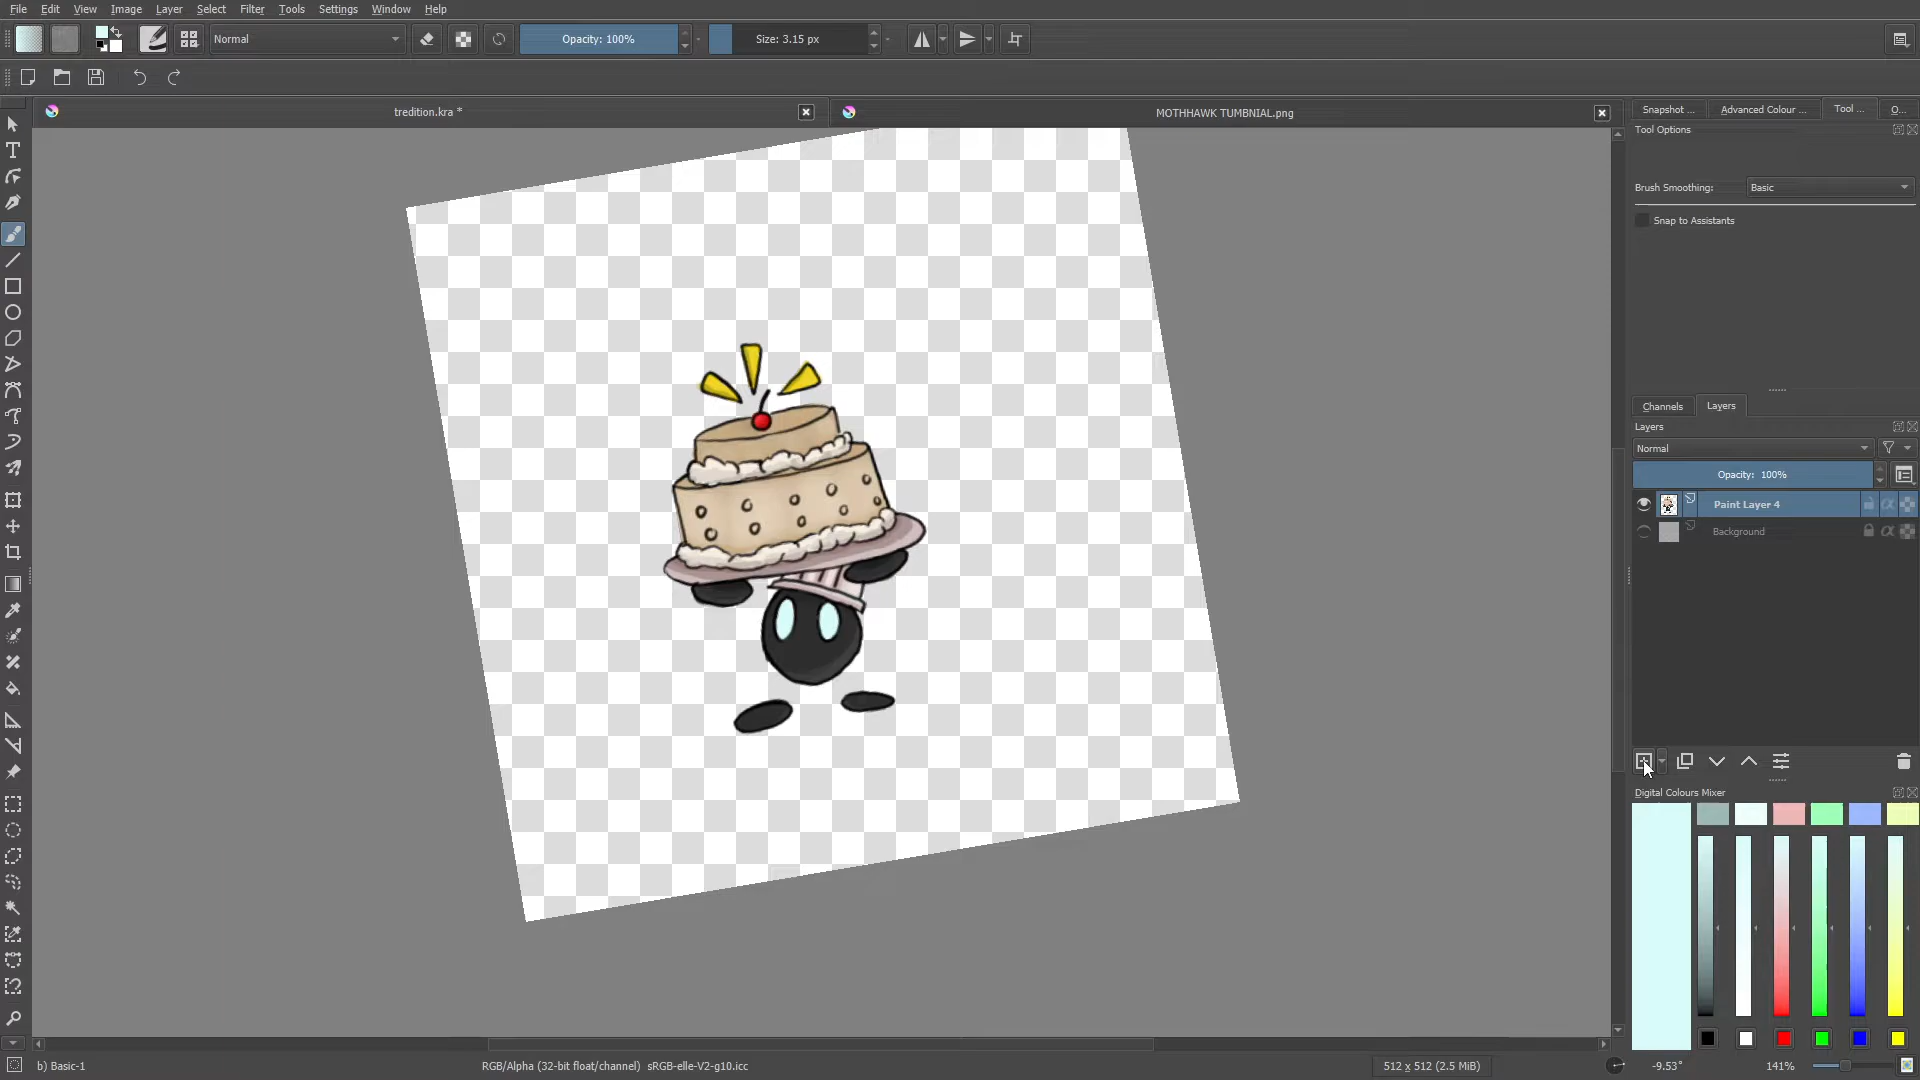 File Edit View Image Layer Select Filter Tools Settings Window Help
Normal Opacity: 100% Size: 3.15 px
tredition.kra * MOTHHAWK TUMBNIAL.png
Snapshot ... Advanced Colour ... Tool ... O...
Tool Options
Brush Smoothing: Basic
Snap to Assistants
Channels Layers
Layers
Normal
Opacity: 100%
Paint Layer 4
Background
Digital Colours Mixer
b) Basic-1 RGB/Alpha (32-bit float/channel) sRGB-elle-V2-g10.icc 512 x 512 (2.5 MiB) -9.53° 141%